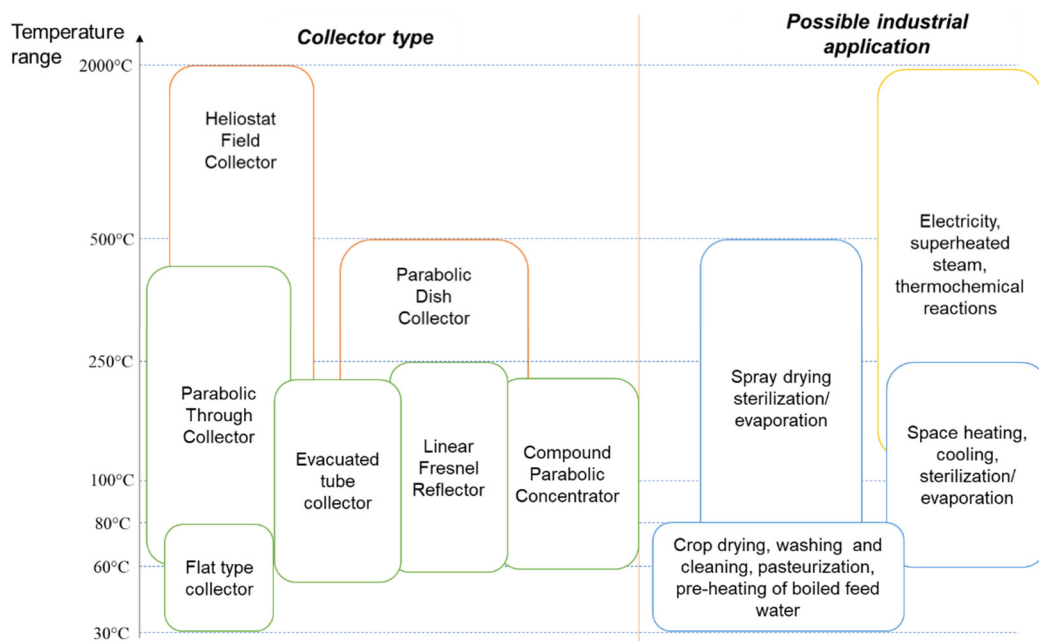 Temperature
range
Collector type
Possible industrial
application
2000°C
500°C
250°C
100°C
80°C
60°C
30°C
Heliostat
Field
Collector
Parabolic
Dish
Collector
Parabolic
Through
Collector
Evacuated
tube
collector
Linear
Fresnel
Reflector
Compound
Parabolic
Concentrator
Flat type
collector
Electricity,
superheated
steam,
thermochemical
reactions
Spray drying
sterilization/
evaporation
Space heating,
cooling,
sterilization/
evaporation
Crop drying, washing and
cleaning, pasteurization,
pre-heating of boiled feed
water